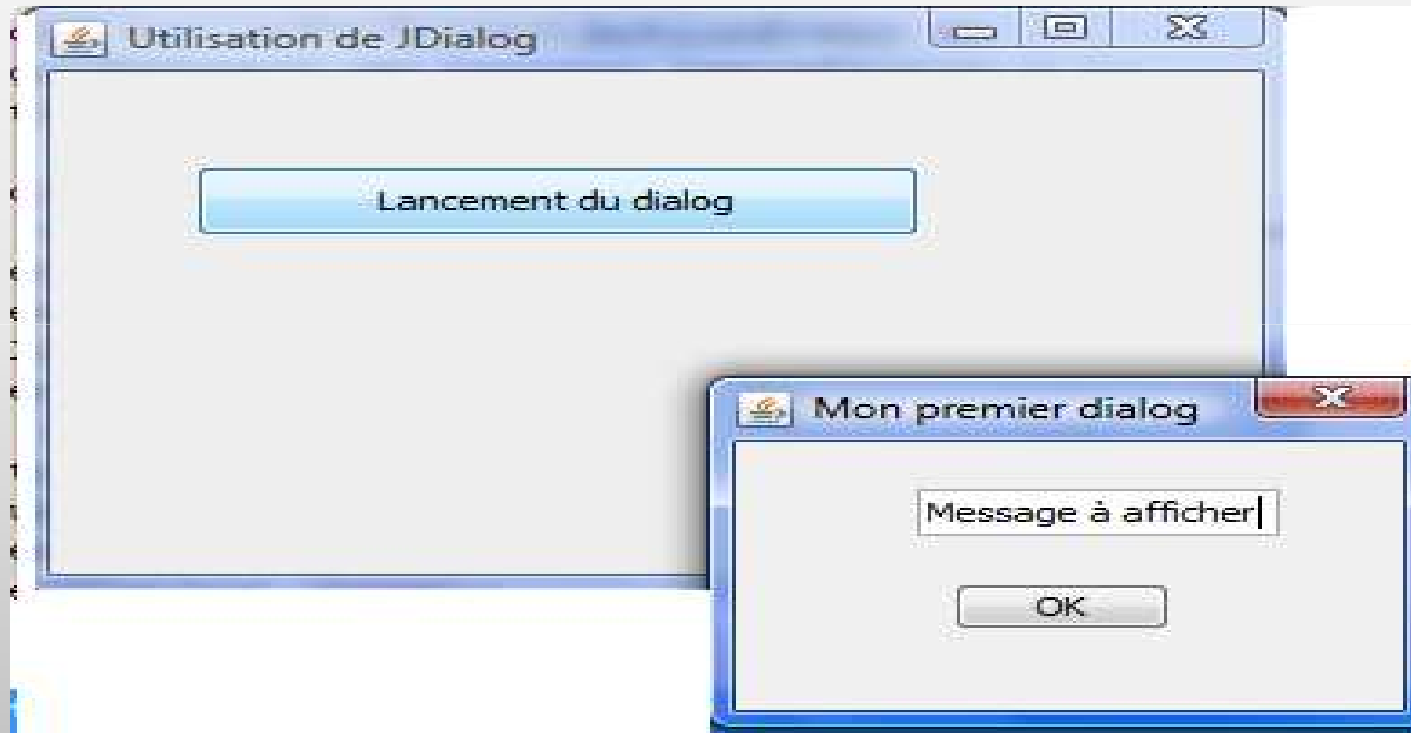 Utilisation de JDialog
Lancement du dialog
Mon premier dialog
Message à afficher
OK